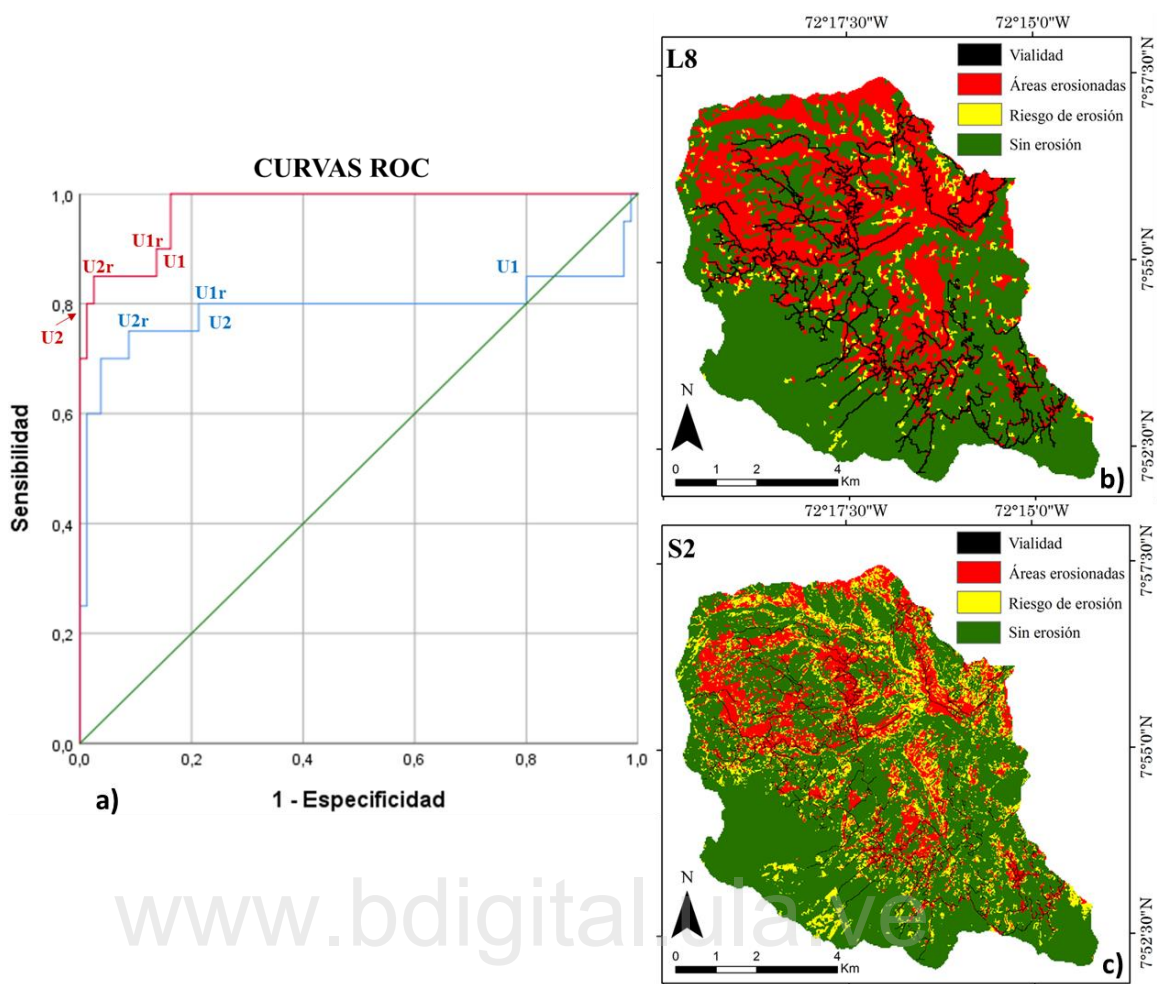 CURVAS ROC
1,0
0,8
0,6
0,4
0,2
0,0
0,0
0,2
0,4
0,6
0,8
1,0
Sensibilidad
1 - Especificidad
U1r
U1
U2r
U2
U1
U1r
U2r
U2
a)
72°17'30"W
72°15'0"W
L8
Vialidad
Áreas erosionadas
Riesgo de erosión
Sin erosión
7°57'30"N
7°55'0"N
7°52'30"N
N
0 1 2 4
Km
b)
72°17'30"W
72°15'0"W
S2
Vialidad
Áreas erosionadas
Riesgo de erosión
Sin erosión
7°57'30"N
7°55'0"N
7°52'30"N
N
0 1 2 4
Km
c)
www.bdigital.ula.ve